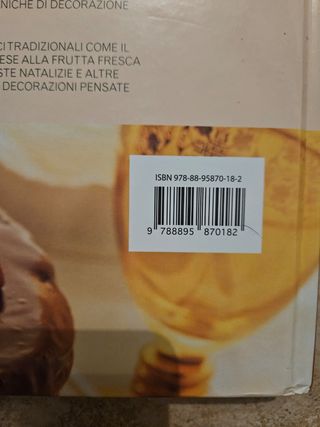 NICHE DI DECORAZIONE
CI TRADIZIONALI COME IL
ESE ALLA FRUTTA FRESCA
STE NATALIZIE E ALTRE
DECORAZIONI PENSATE
ISBN 978-88-95870-18-2
9 788895 870182